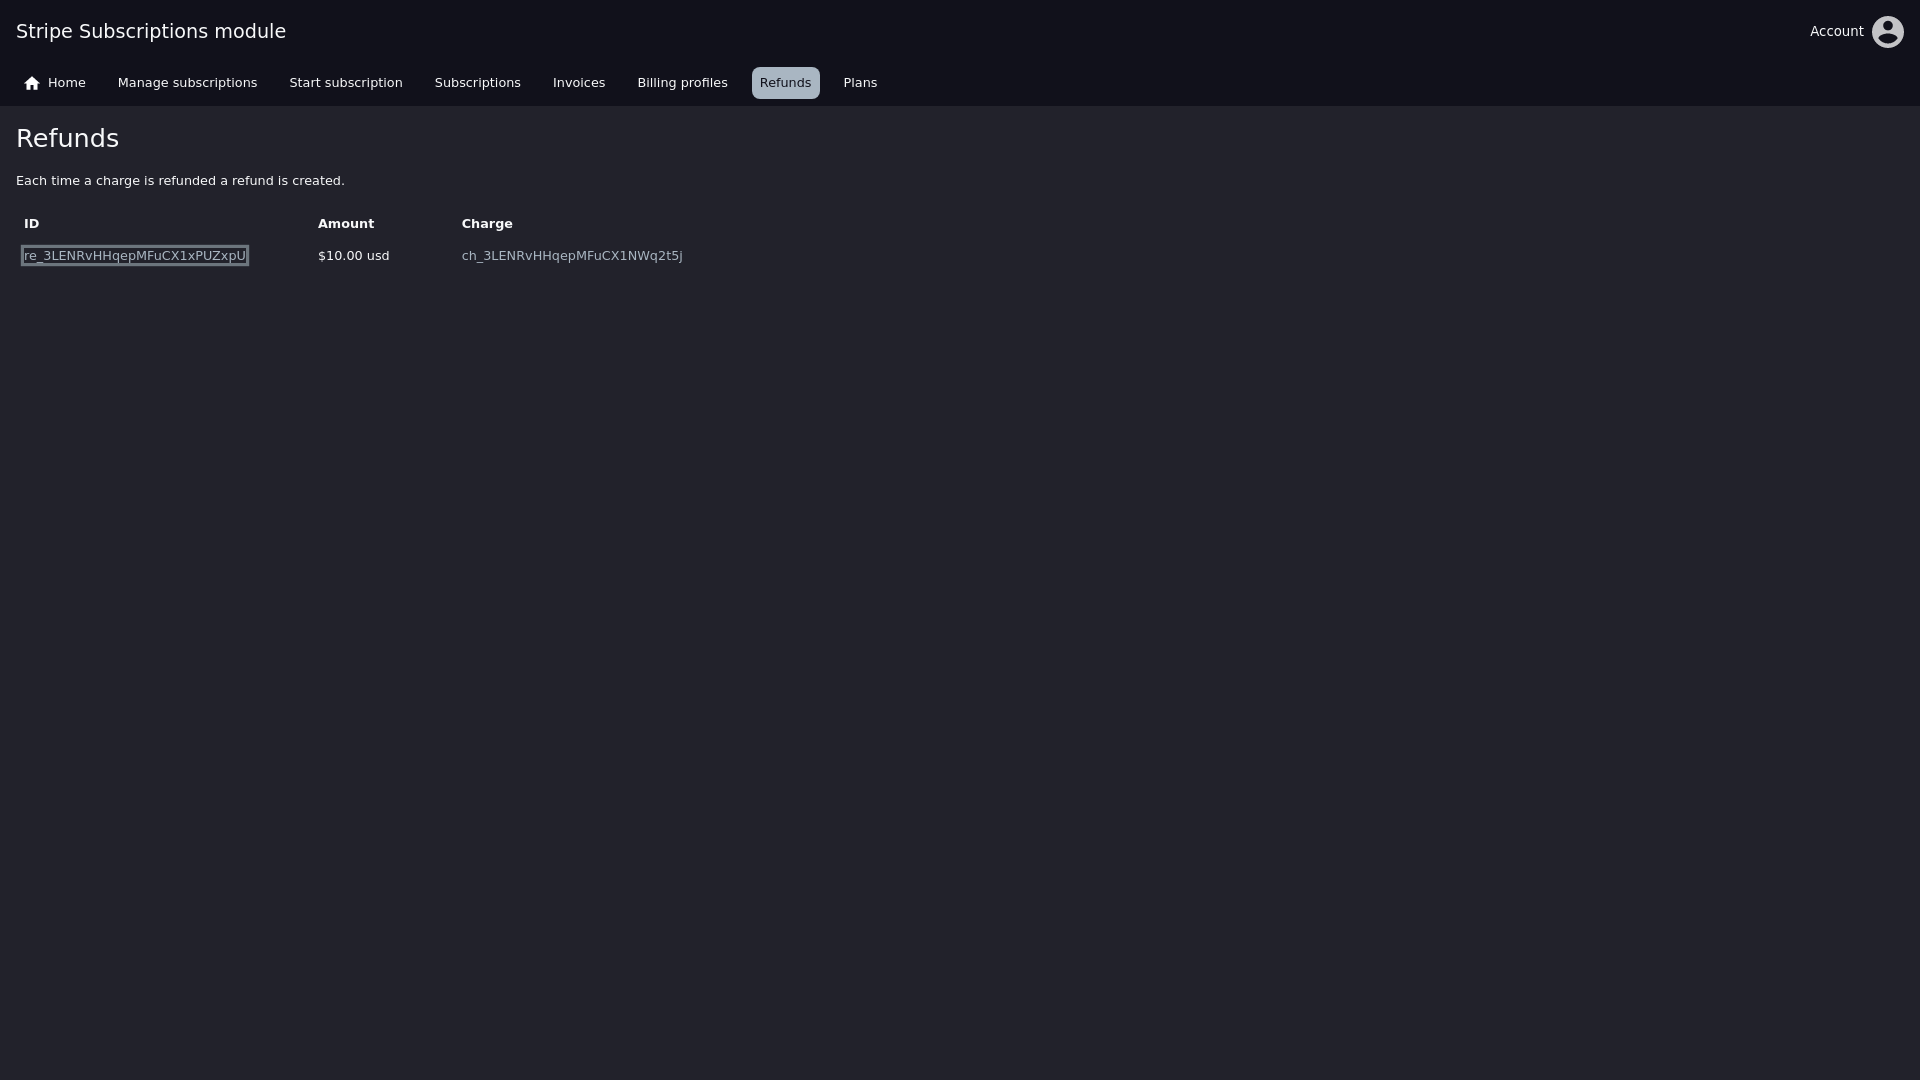 Stripe Subscriptions module
Account
Home Manage subscriptions Start subscription Subscriptions Invoices Billing profiles Refunds Plans
Refunds
Each time a charge is refunded a refund is created.
ID Amount Charge
re_3LENRvHHqepMFuCX1xPUZxpU $10.00 usd ch_3LENRvHHqepMFuCX1NWq2t5j